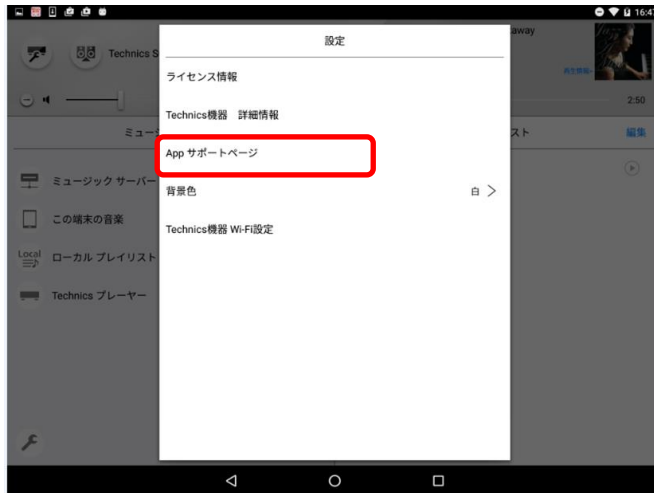 16:47
設定
away
Technics S
ライセンス情報
再生情報
Technics機器　詳細情報
2:50
ミュー
App サポートページ
スト
編集
ミュージック サーバー
背景色
白
この端末の音楽
Technics機器 Wi-Fi設定
Local
ローカル プレイリスト
Technics プレーヤー